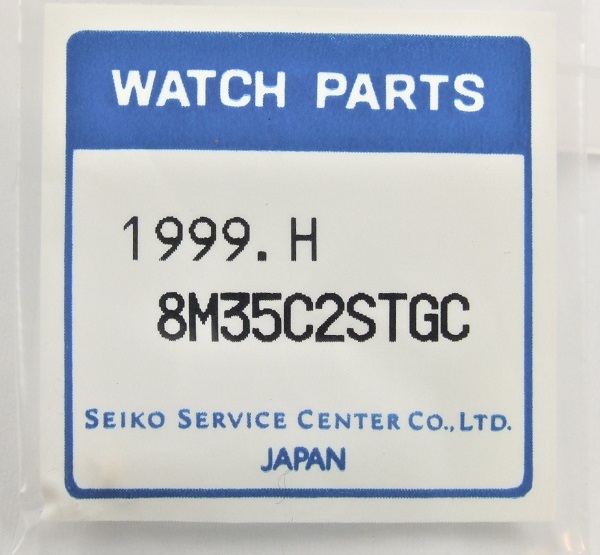 WATCH PARTS
1999.H
8M35C2STGC
SEIKO SERVICE CENTER CO.,LTD.
JAPAN